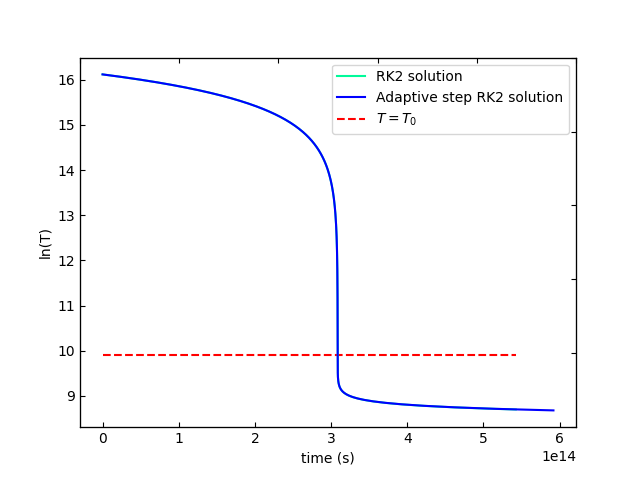 RK2 solution
Adaptive step RK2 solution
T = T₀
ln(T)
16
15
14
13
12
11
10
9
0 1 2 3 4 5 6
1e14
time (s)